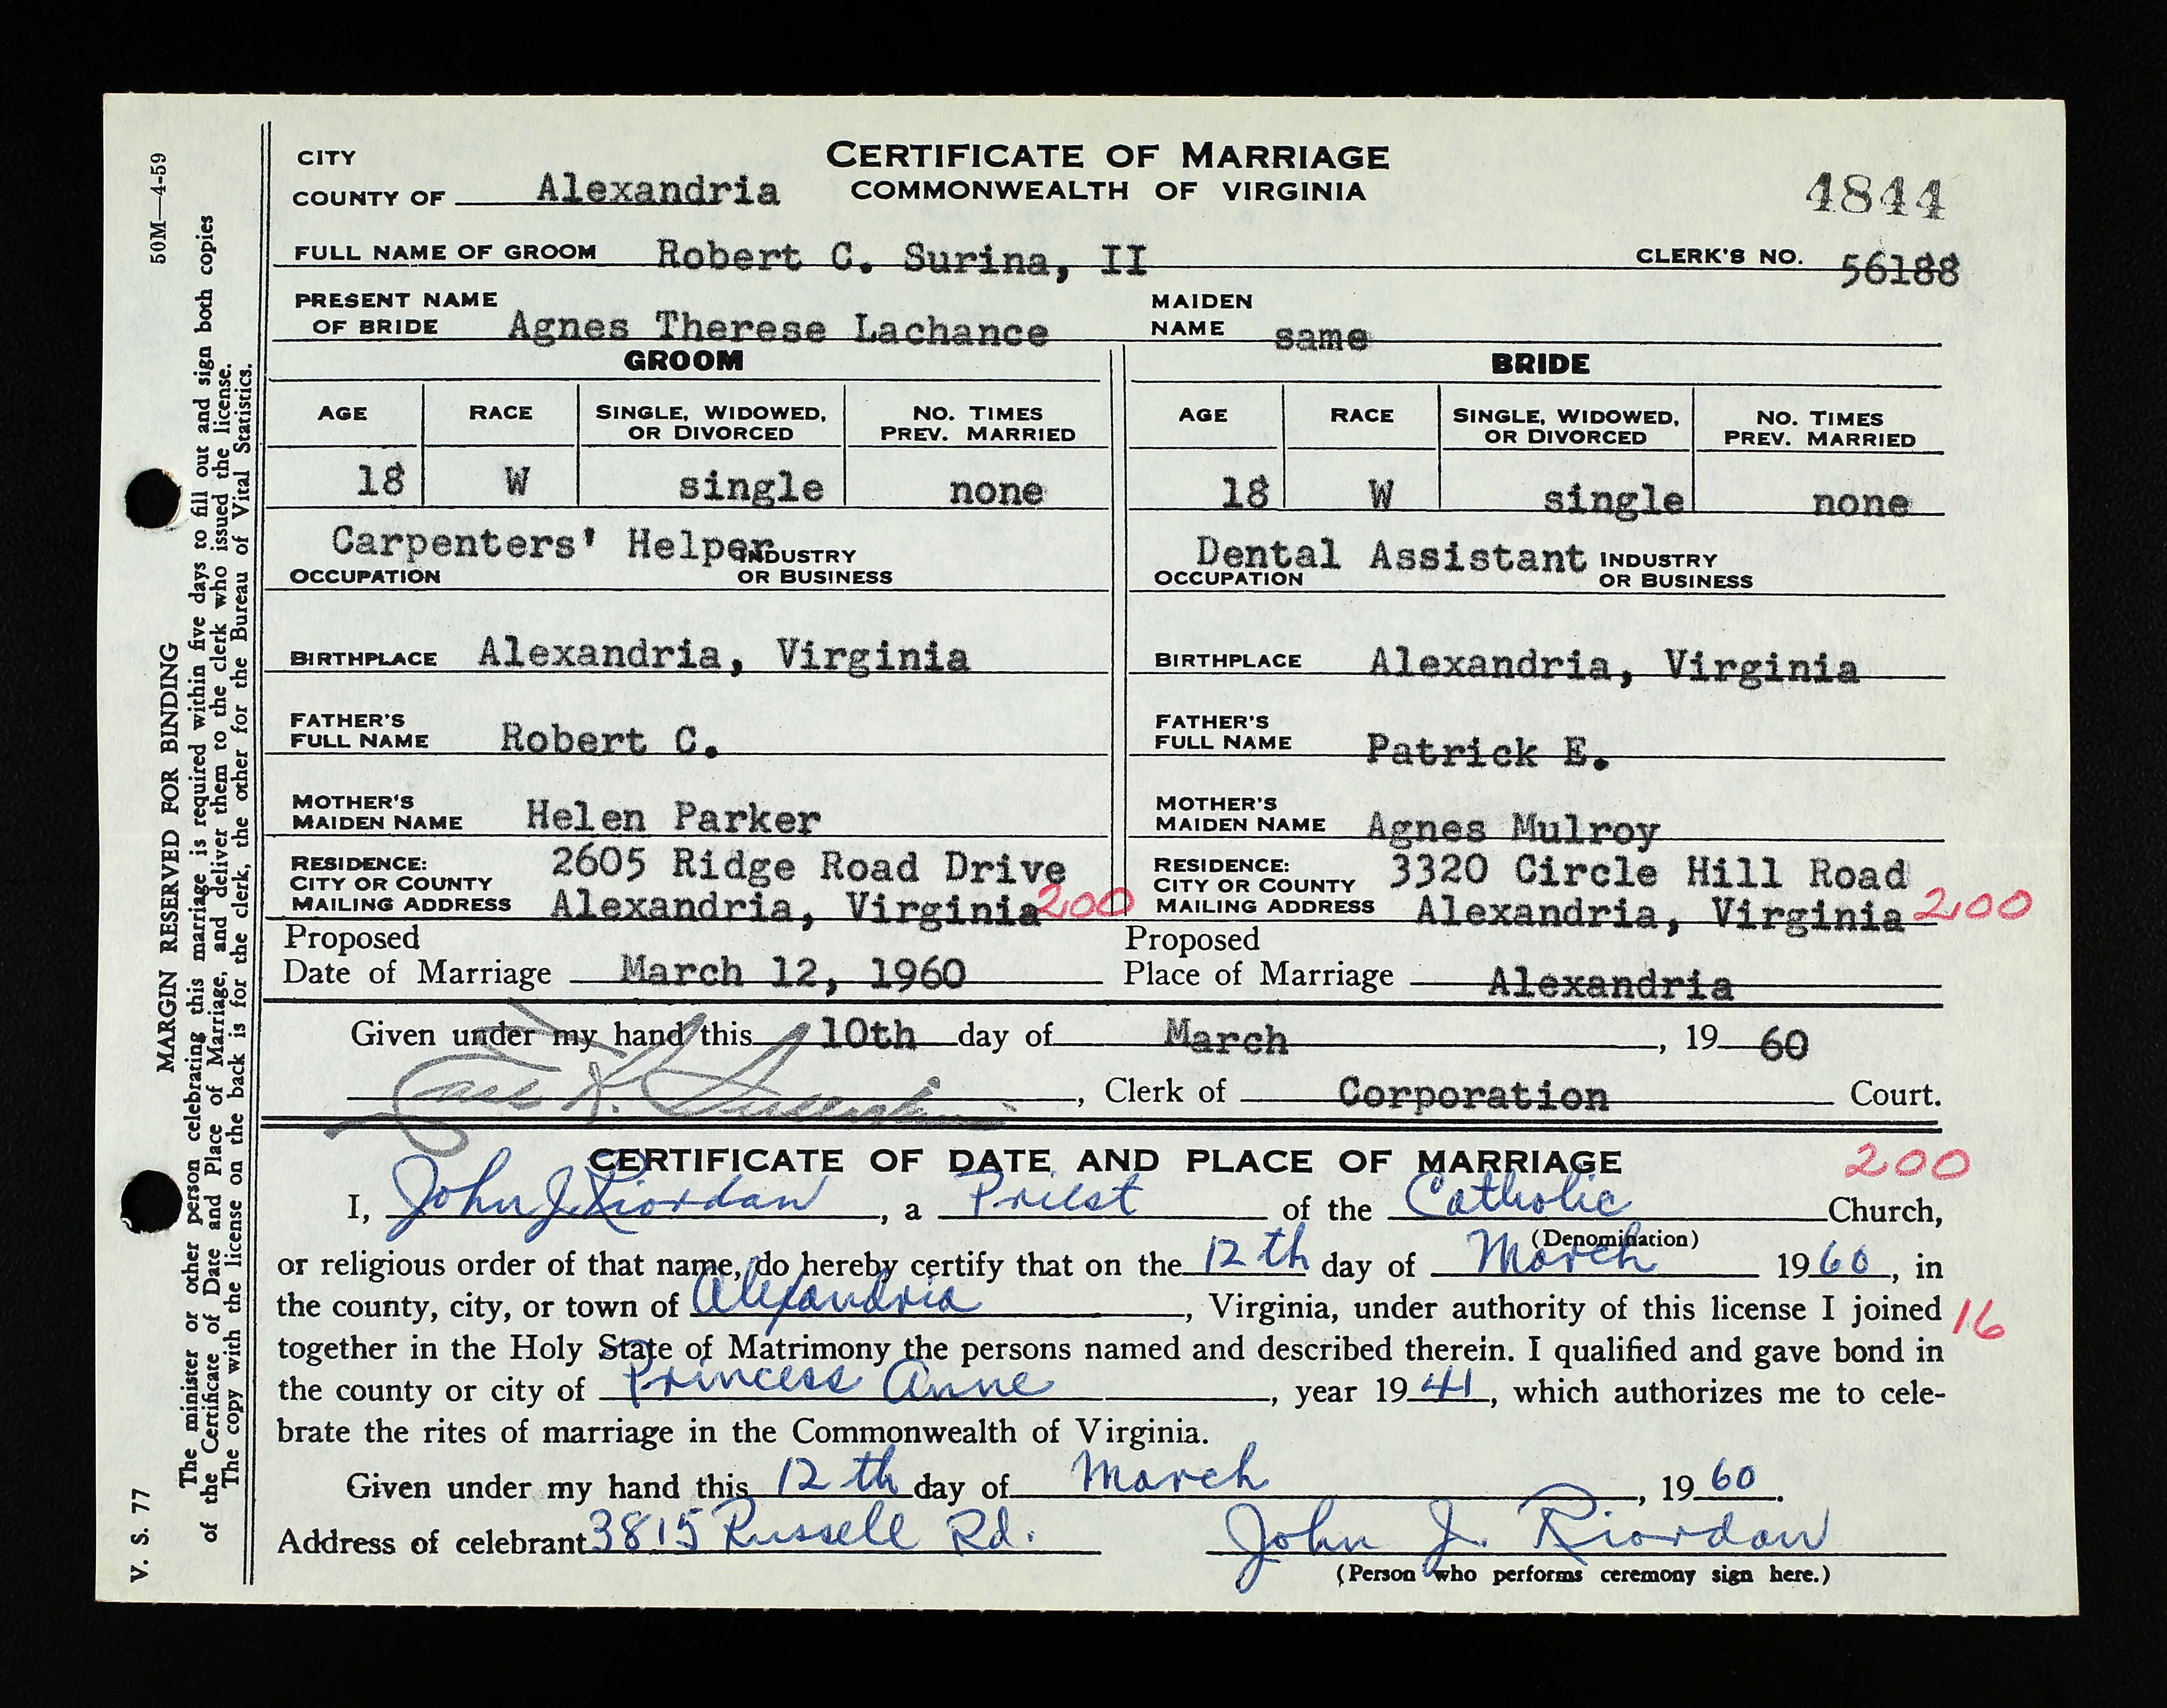 50M—4-59
MARGIN RESERVED FOR BINDING
The minister or other person celebrating this marriage is required within five days to fill out and sign both copies
of the Certificate of Date and Place of Marriage, and deliver them to the clerk who issued the license.
The copy with the license on the back is for the clerk, the other for the Bureau of Vital Statistics.
V. S. 77
CERTIFICATE OF MARRIAGE
COMMONWEALTH OF VIRGINIA
CITY
COUNTY OF Alexandria
4844
FULL NAME OF GROOM Robert C. Surina, II CLERK'S NO. 56188
PRESENT NAME OF BRIDE Agnes Therese Lachance MAIDEN NAME same
GROOM BRIDE
AGE RACE SINGLE, WIDOWED, OR DIVORCED NO. TIMES PREV. MARRIED AGE RACE SINGLE, WIDOWED, OR DIVORCED NO. TIMES PREV. MARRIED
18 W single none 18 W single none
Carpenters' Helper Dental Assistant
OCCUPATION INDUSTRY OR BUSINESS OCCUPATION INDUSTRY OR BUSINESS
BIRTHPLACE Alexandria, Virginia BIRTHPLACE Alexandria, Virginia
FATHER'S FULL NAME Robert C. FATHER'S FULL NAME Patrick E.
MOTHER'S MAIDEN NAME Helen Parker MOTHER'S MAIDEN NAME Agnes Mulroy
RESIDENCE: 2605 Ridge Road Drive RESIDENCE: 3320 Circle Hill Road
CITY OR COUNTY CITY OR COUNTY
MAILING ADDRESS Alexandria, Virginia 200 MAILING ADDRESS Alexandria, Virginia 200
Proposed Proposed
Date of Marriage March 12, 1960 Place of Marriage Alexandria
Given under my hand this 10th day of March, 19 60
, Clerk of Corporation Court.
CERTIFICATE OF DATE AND PLACE OF MARRIAGE 200
I, John J. Riordan, a Priest of the Catholic Church,
(Denomination)
or religious order of that name, do hereby certify that on the 12th day of March 1960, in
the county, city, or town of Alexandria, Virginia, under authority of this license I joined 16
together in the Holy State of Matrimony the persons named and described therein. I qualified and gave bond in
the county or city of Princess Anne, year 1941, which authorizes me to cele-
brate the rites of marriage in the Commonwealth of Virginia.
Given under my hand this 12th day of March, 1960.
Address of celebrant 3815 Russell Rd. John J. Riordan
(Person who performs ceremony sign here.)